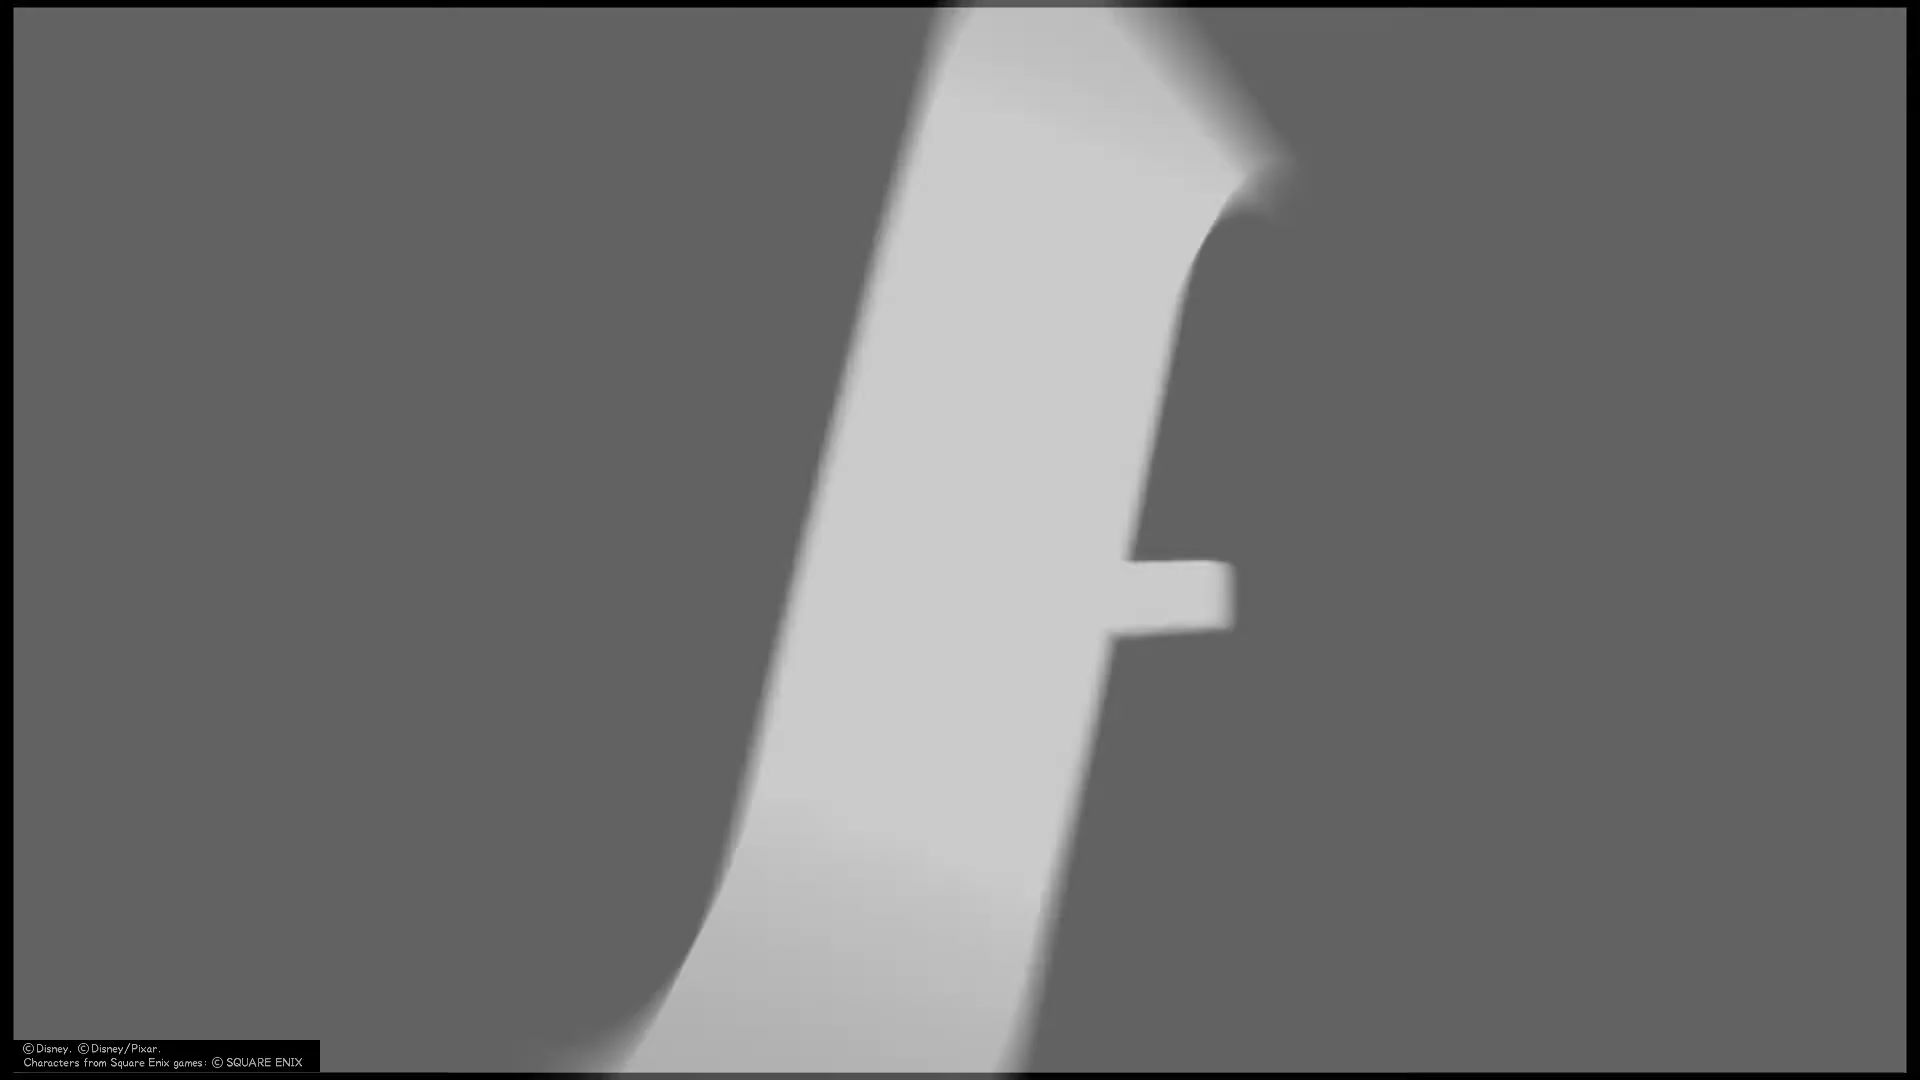 ©Disney. ©Disney/Pixar.
Characters from Square Enix games: © SQUARE ENIX